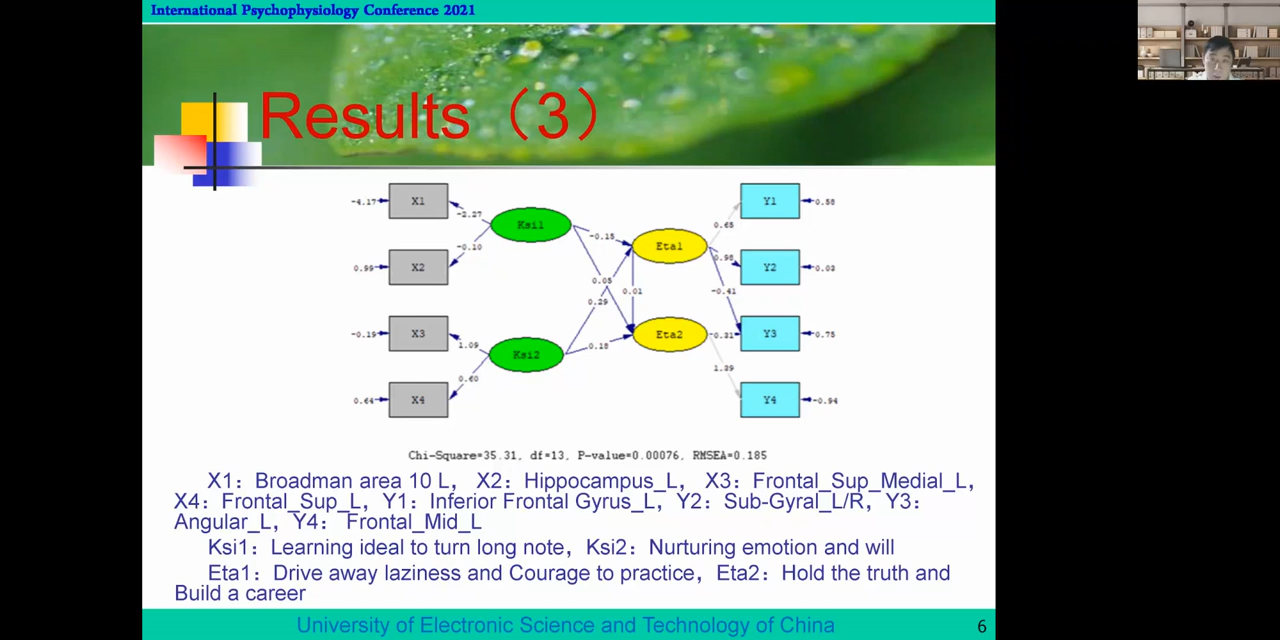 International Psychophysiology Conference 2021
Results（3）
-4.17 X1 -2.27 Ksi1 -0.15 Eta1 0.65 Y1 0.58
0.99 X2 -0.10 0.05 0.01 0.98 Y2 0.03
0.29 -0.41
-0.19 X3 1.09 Ksi2 0.18 Eta2 -0.21 Y3 0.75
0.64 X4 0.60 1.39 Y4 -0.94
Chi-Square=35.31, df=13, P-value=0.00076, RMSEA=0.185
X1：Broadman area 10 L， X2：Hippocampus_L， X3：Frontal_Sup_Medial_L，
X4：Frontal_Sup_L，Y1：Inferior Frontal Gyrus_L，Y2：Sub-Gyral_L/R，Y3：
Angular_L，Y4： Frontal_Mid_L
Ksi1：Learning ideal to turn long note，Ksi2：Nurturing emotion and will
Eta1：Drive away laziness and Courage to practice，Eta2：Hold the truth and
Build a career
University of Electronic Science and Technology of China
6